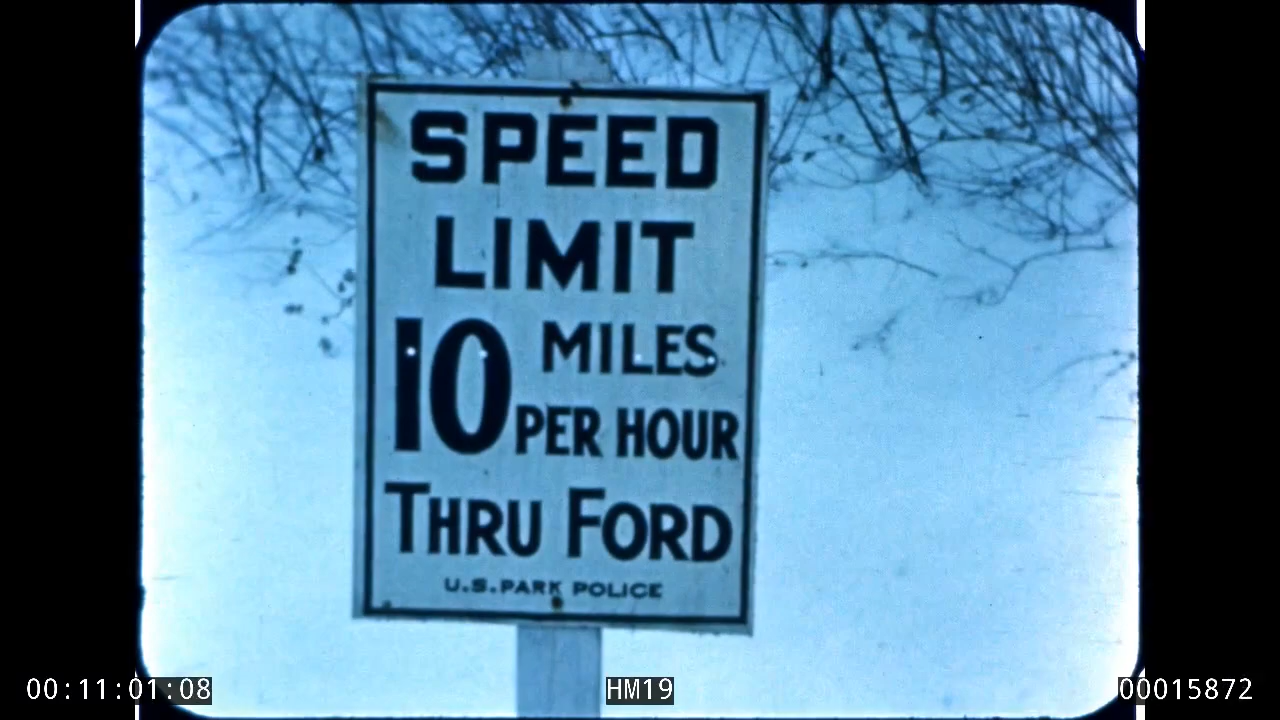 SPEED
LIMIT
10 MILES
PER HOUR
THRU FORD
U.S. PARK POLICE
00:11:01:08
HM19
00015872